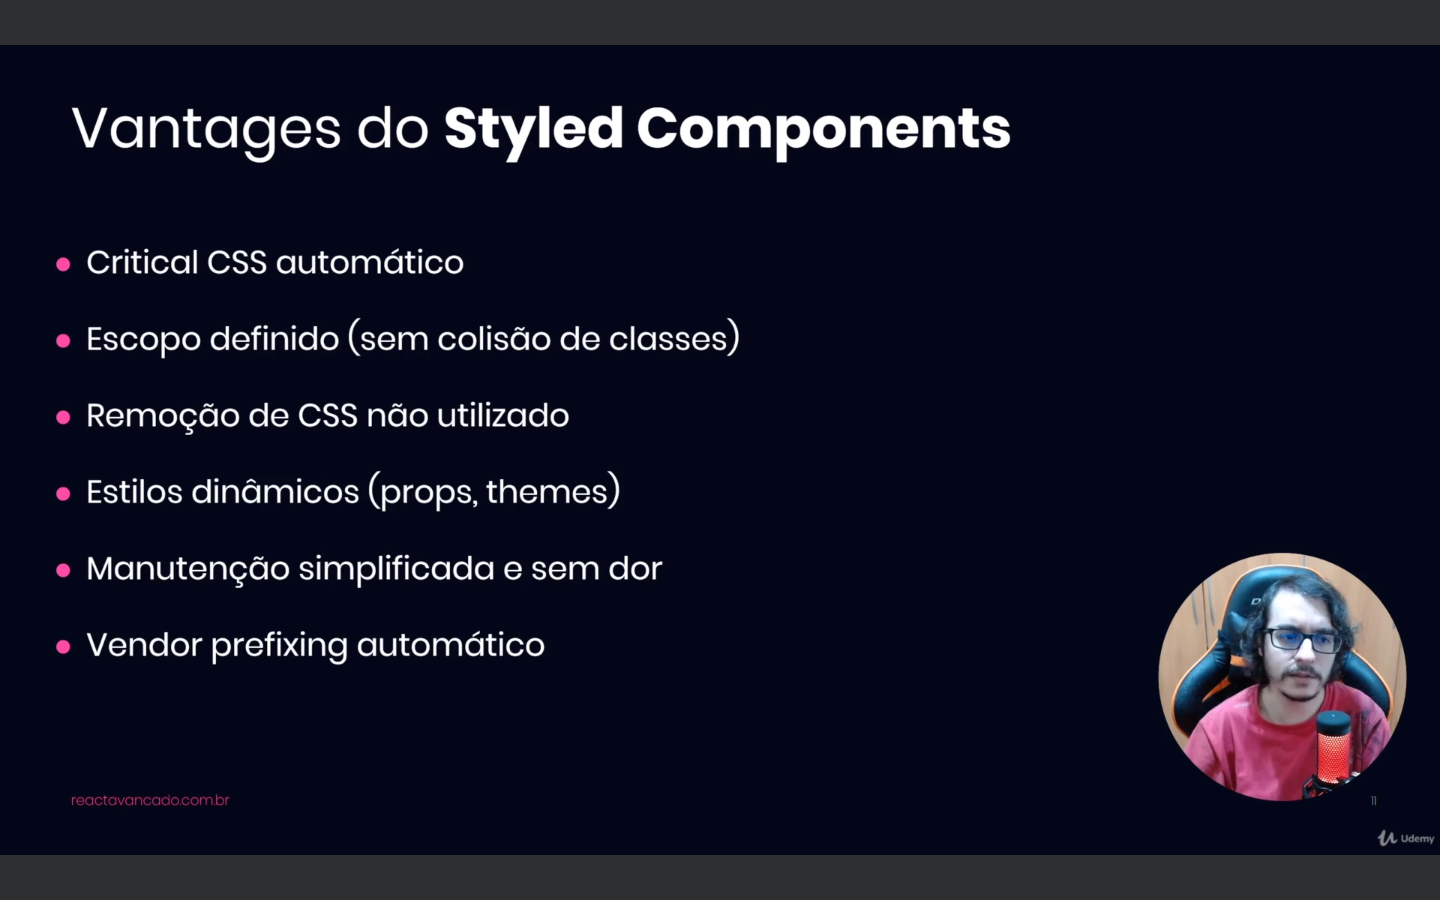 Vantages do Styled Components
Critical CSS automático
Escopo definido (sem colisão de classes)
Remoção de CSS não utilizado
Estilos dinâmicos (props, themes)
Manutenção simplificada e sem dor
Vendor prefixing automático
reactavancado.com.br
11
Udemy